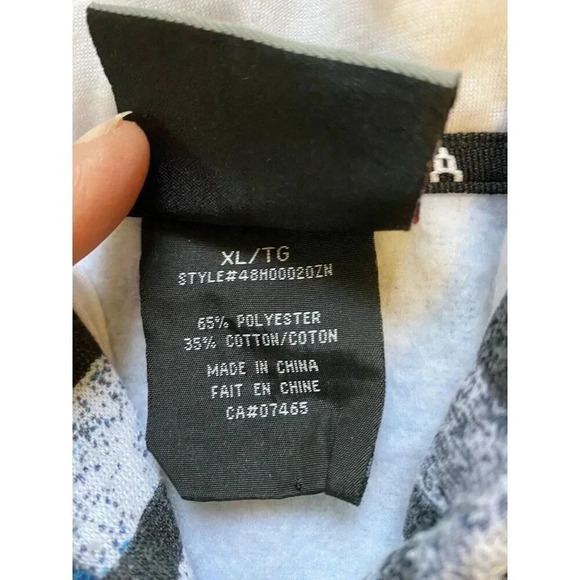 A
XL/TG
STYLE#48H00020ZN
65% POLYESTER
35% COTTON/COTON
MADE IN CHINA
FAIT EN CHINE
CA#07465